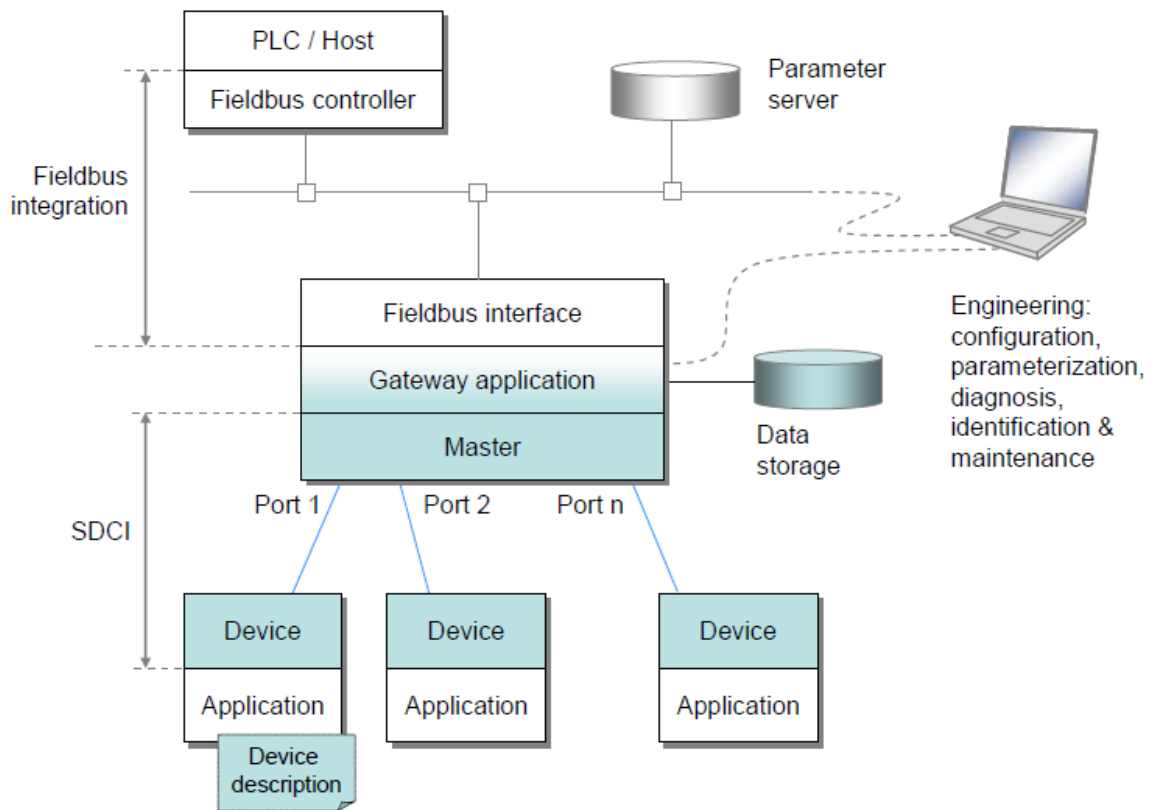 PLC / Host
Fieldbus controller
Parameter
server
Fieldbus
integration
Fieldbus interface
Gateway application
Master
Data
storage
Engineering:
configuration,
parameterization,
diagnosis,
identification &
maintenance
Port 1
Port 2
Port n
SDCI
Device
Device
Device
Application
Application
Application
Device
description